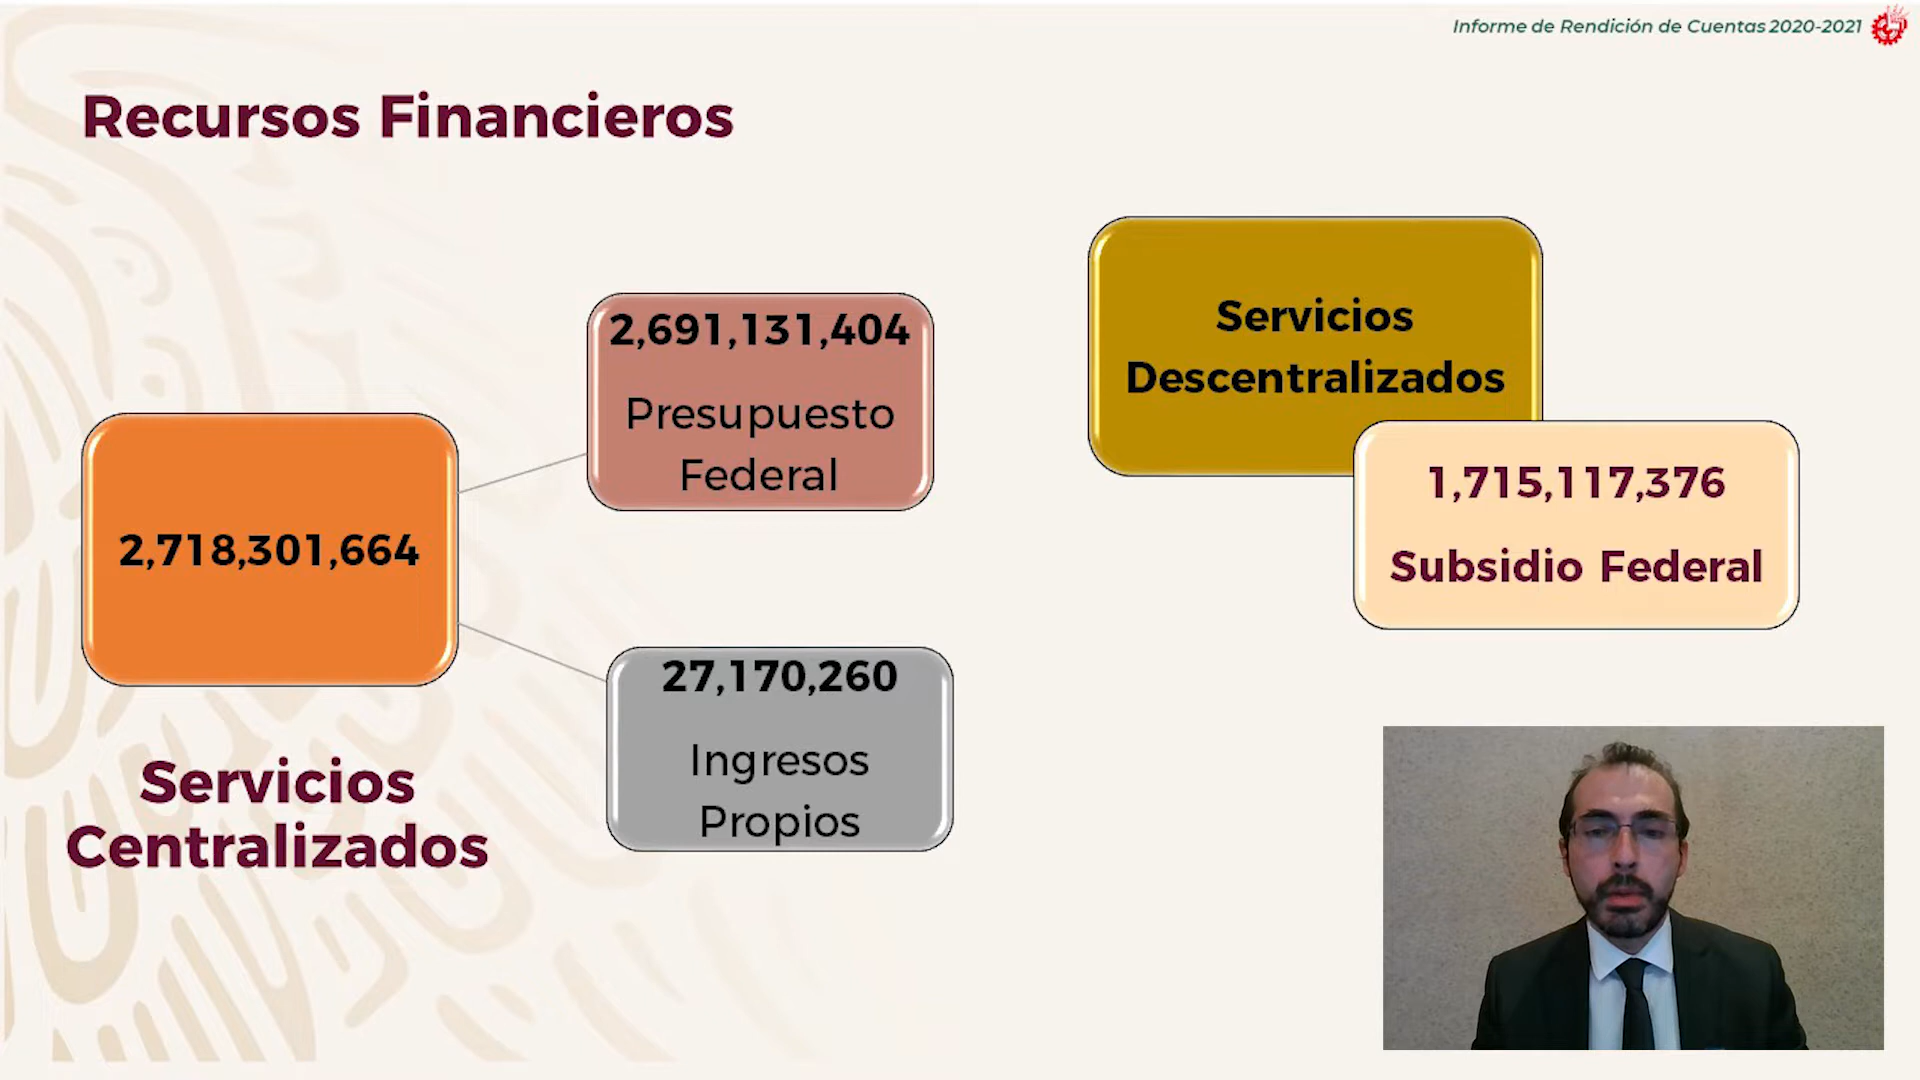 Informe de Rendición de Cuentas 2020-2021
Recursos Financieros
2,718,301,664
Servicios
Centralizados
2,691,131,404
Presupuesto
Federal
27,170,260
Ingresos
Propios
Servicios
Descentralizados
1,715,117,376
Subsidio Federal